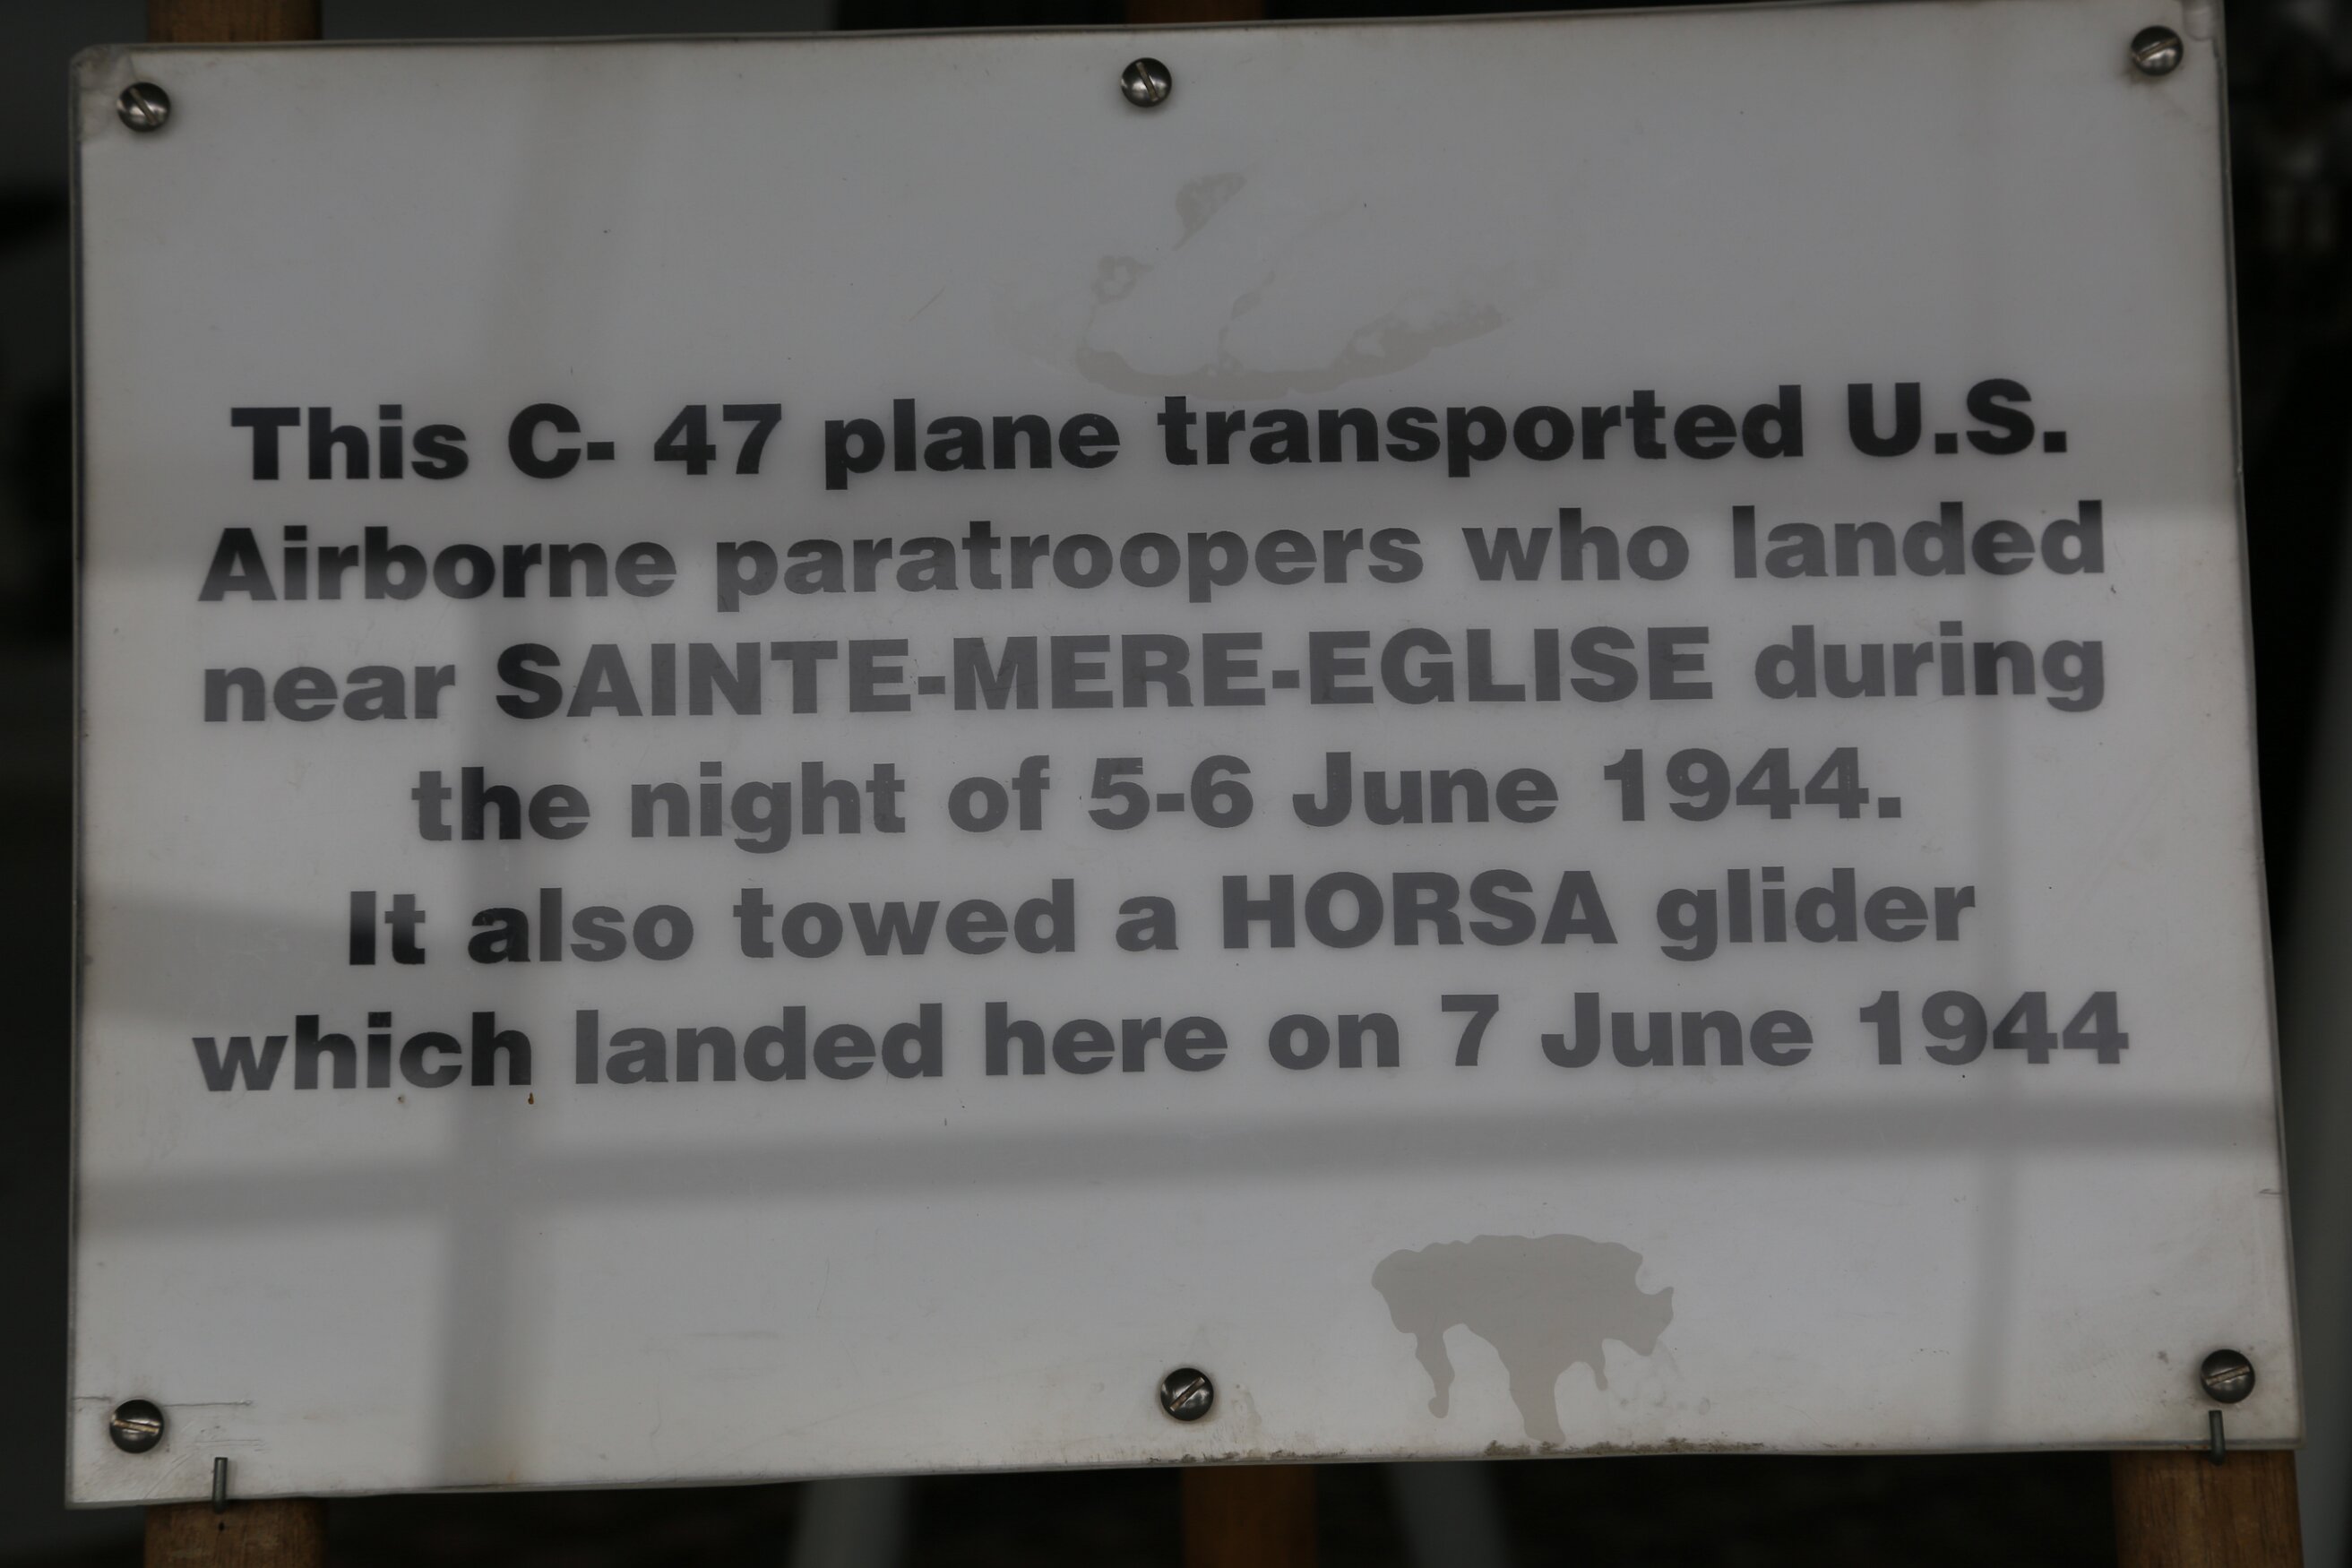 This C- 47 plane transported U.S.
Airborne paratroopers who landed
near SAINTE-MERE-EGLISE during
the night of 5-6 June 1944.
It also towed a HORSA glider
which landed here on 7 June 1944